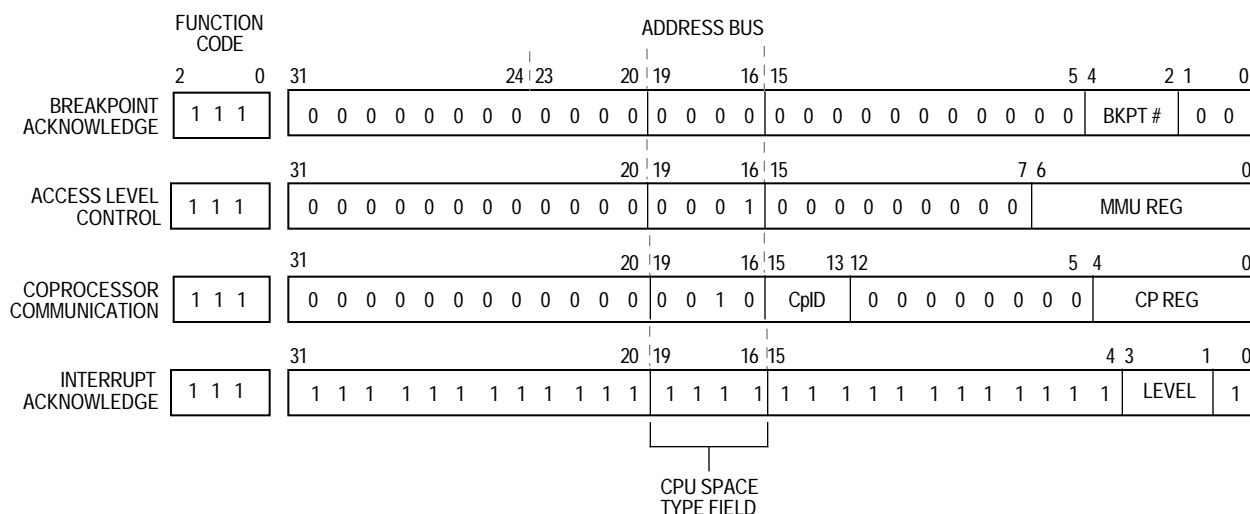 FUNCTION
CODE
ADDRESS BUS
2 0 31 24 23 20 19 16 15 5 4 2 1 0
BREAKPOINT
ACKNOWLEDGE
1 1 1 0 0 0 0 0 0 0 0 0 0 0 0 0 0 0 0 0 0 0 0 0 0 0 0 0 0 0 BKPT # 0 0
31 20 19 16 15 7 6 0
ACCESS LEVEL
CONTROL
1 1 1 0 0 0 0 0 0 0 0 0 0 0 0 0 0 0 1 0 0 0 0 0 0 0 0 0 MMU REG
31 20 19 16 15 13 12 5 4 0
COPROCESSOR
COMMUNICATION
1 1 1 0 0 0 0 0 0 0 0 0 0 0 0 0 0 1 0 CpID 0 0 0 0 0 0 0 0 CP REG
31 20 19 16 15 4 3 1 0
INTERRUPT
ACKNOWLEDGE
1 1 1 1 1 1 1 1 1 1 1 1 1 1 1 1 1 1 1 1 1 1 1 1 1 1 1 1 1 1 1 LEVEL 1
CPU SPACE
TYPE FIELD